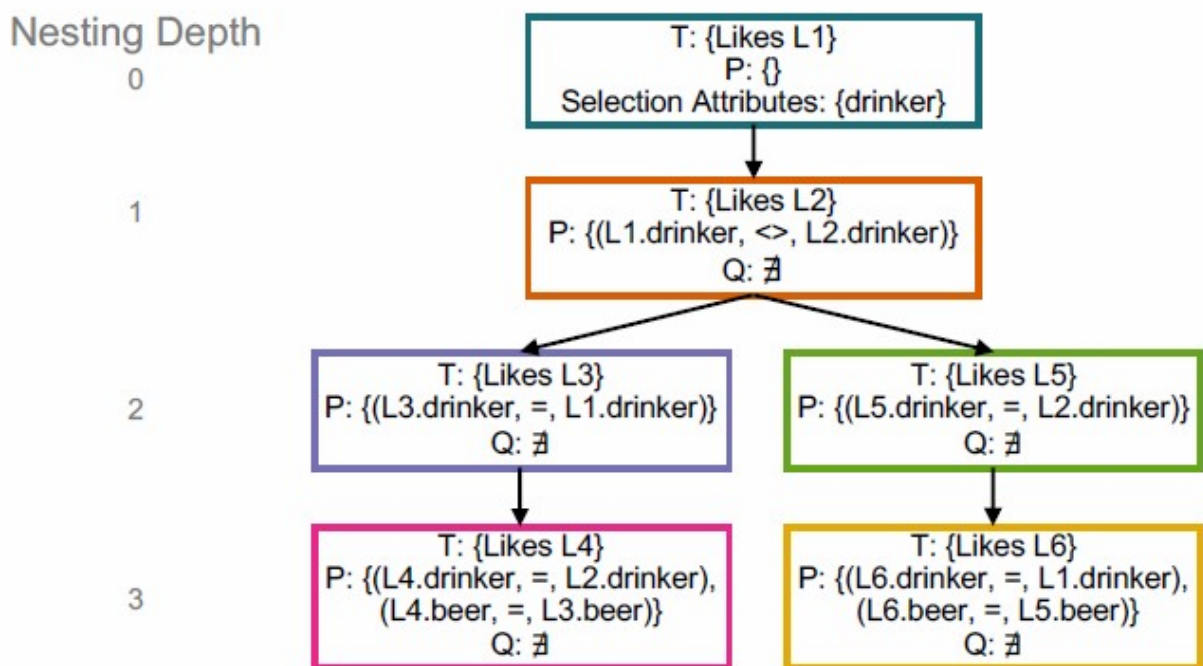 Nesting Depth
0
T: {Likes L1}
P: {}
Selection Attributes: {drinker}
1
T: {Likes L2}
P: {(L1.drinker, <>, L2.drinker)}
Q: ∄
2
T: {Likes L3}
P: {(L3.drinker, =, L1.drinker)}
Q: ∄
T: {Likes L5}
P: {(L5.drinker, =, L2.drinker)}
Q: ∄
3
T: {Likes L4}
P: {(L4.drinker, =, L2.drinker),
(L4.beer, =, L3.beer)}
Q: ∄
T: {Likes L6}
P: {(L6.drinker, =, L1.drinker),
(L6.beer, =, L5.beer)}
Q: ∄